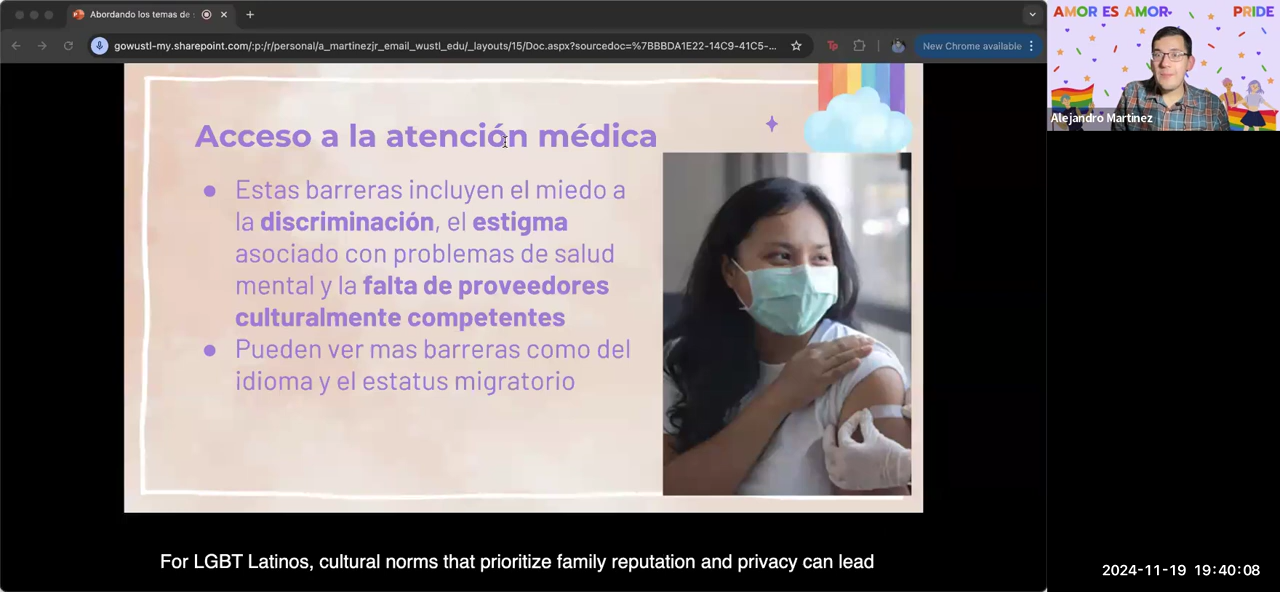 Abordando los temas de
gowustl-my.sharepoint.com/:p:/r/personal/a_martinezjr_email_wustl_edu/_layouts/15/Doc.aspx?sourcedoc=%7BBBDA1E22-14C9-41C5-...
Tp
New Chrome available
AMOR ES AMOR PRIDE
Alejandro Martinez
Acceso a la atención médica
● Estas barreras incluyen el miedo a
la discriminación, el estigma
asociado con problemas de salud
mental y la falta de proveedores
culturalmente competentes
● Pueden ver mas barreras como del
idioma y el estatus migratorio
For LGBT Latinos, cultural norms that prioritize family reputation and privacy can lead
2024-11-19 19:40:08